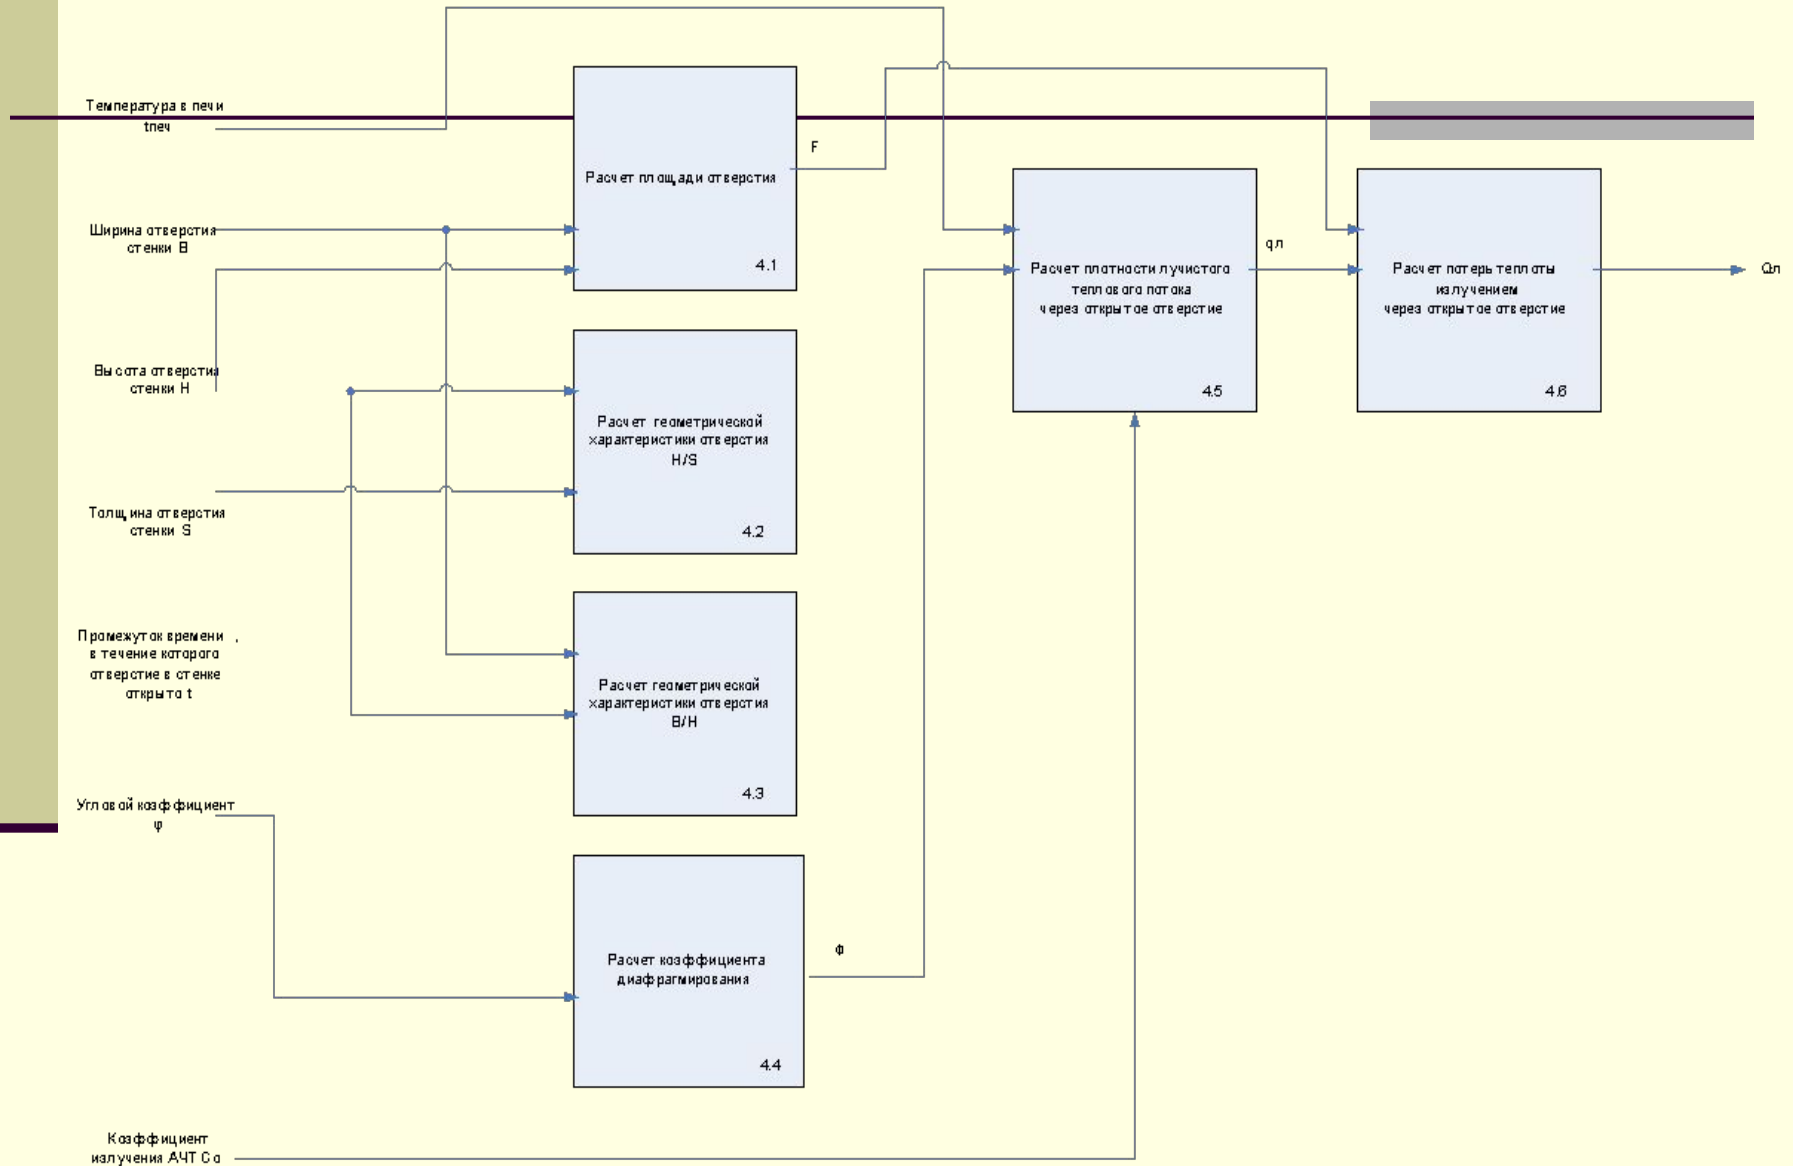 Температура в печи
tпеч
F
Расчет площади отверстия
4.1
Ширина отверстия
стенки B
Высота отверстия
стенки H
Расчет геометрической
характеристики отверстия
H/S
4.2
Толщина отверстия
стенки S
Промежуток времени ,
в течение которого
отверстие в стенке
открыто t
Расчет геометрической
характеристики отверстия
B/H
4.3
Угловой коэффициент
φ
Расчет коэффициента
диафрагмирования
4.4
Ф
Коэффициент
излучения АЧТ Co
Расчет плотности лучистого
теплового потока
через открытое отверстие
4.5
qл
Расчет потерь теплоты
излучением
через открытое отверстие
4.6
Qл